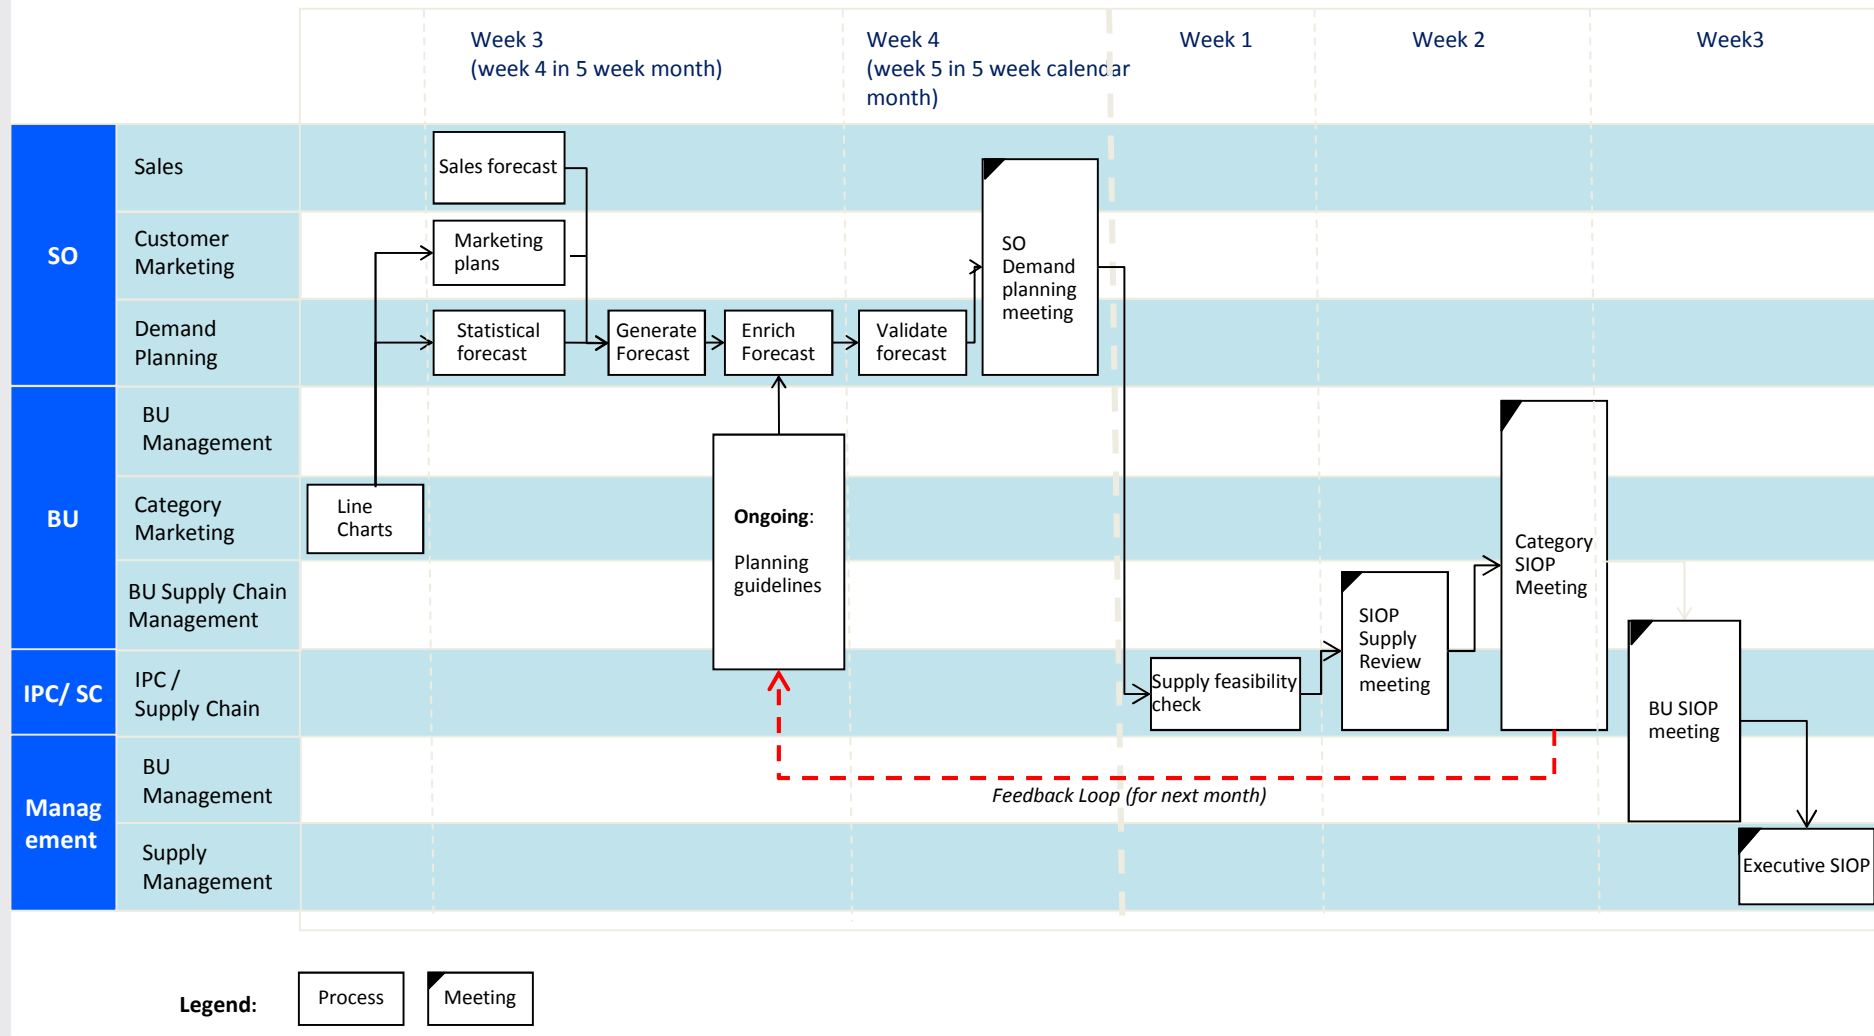 Week 3
(week 4 in 5 week month)
Week 4
(week 5 in 5 week calendar
month)
Week 1
Week 2
Week3
SO
Sales
Sales forecast
Customer
Marketing
Marketing
plans
SO
Demand
planning
meeting
Demand
Planning
Statistical
forecast
Generate
Forecast
Enrich
Forecast
Validate
forecast
BU
BU
Management
Category
Marketing
Line
Charts
Ongoing:
Planning
guidelines
Category
SIOP
Meeting
BU Supply Chain
Management
SIOP
Supply
Review
meeting
IPC/ SC
IPC /
Supply Chain
Supply feasibility
check
BU SIOP
meeting
Manag
ement
BU
Management
Feedback Loop (for next month)
Supply
Management
Executive SIOP
Legend:
Process
Meeting